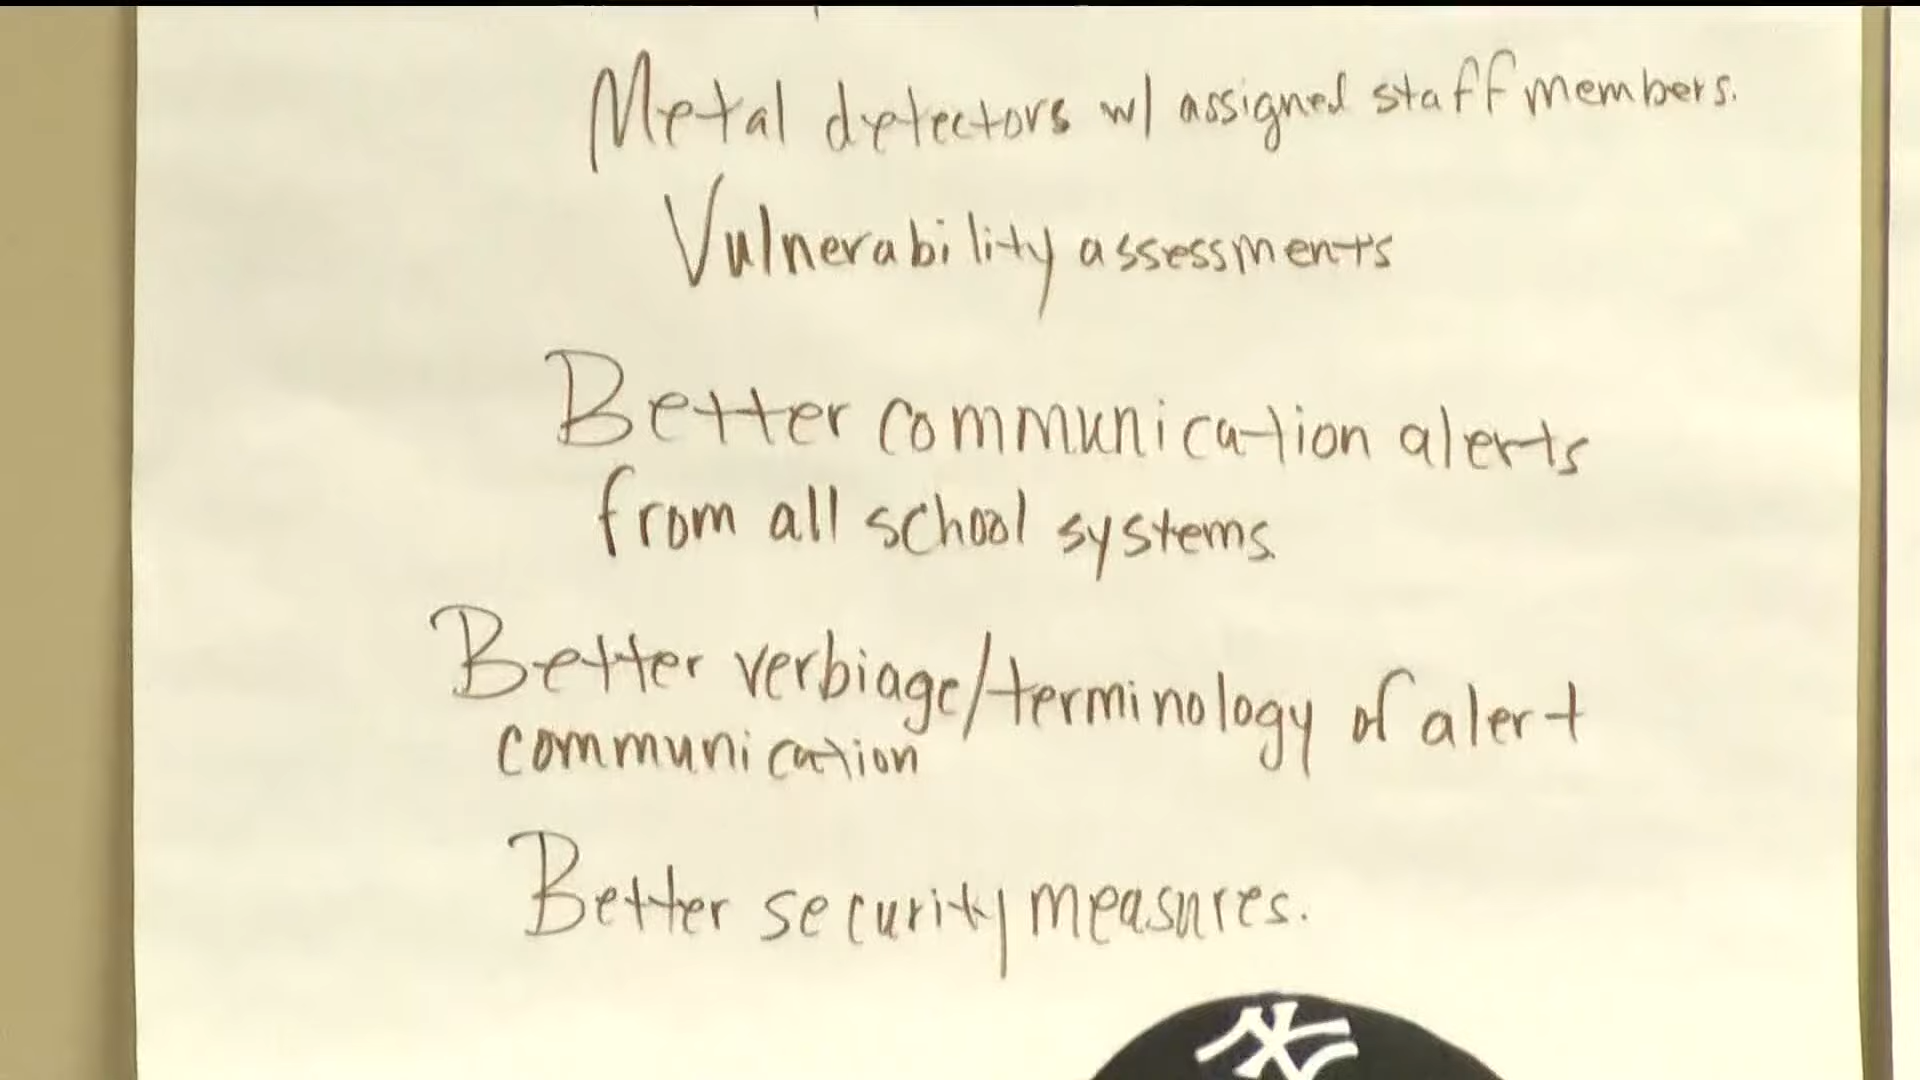 Metal detectors w/ assigned staff members.
Vulnerability assessments
Better communication alerts
from all school systems.
Better verbiage/terminology of alert
communication
Better security measures.